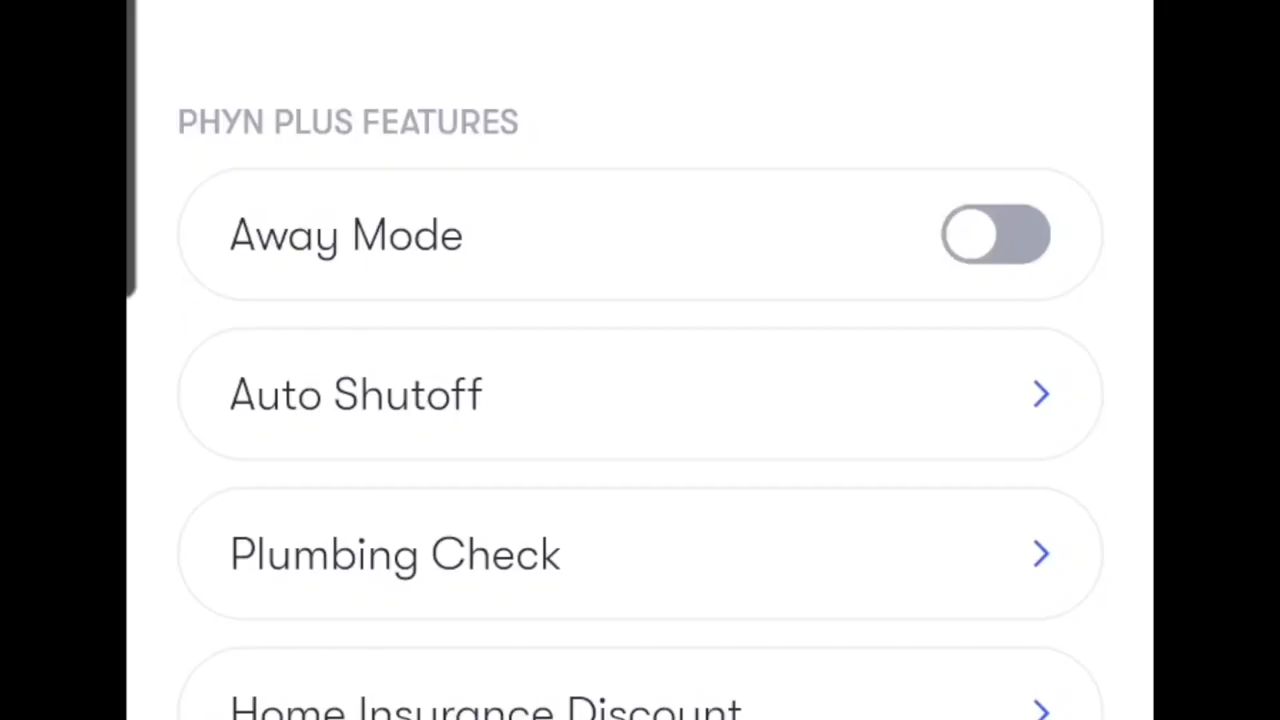 PHYN PLUS FEATURES
Away Mode
Auto Shutoff
Plumbing Check
Home Insurance Discount